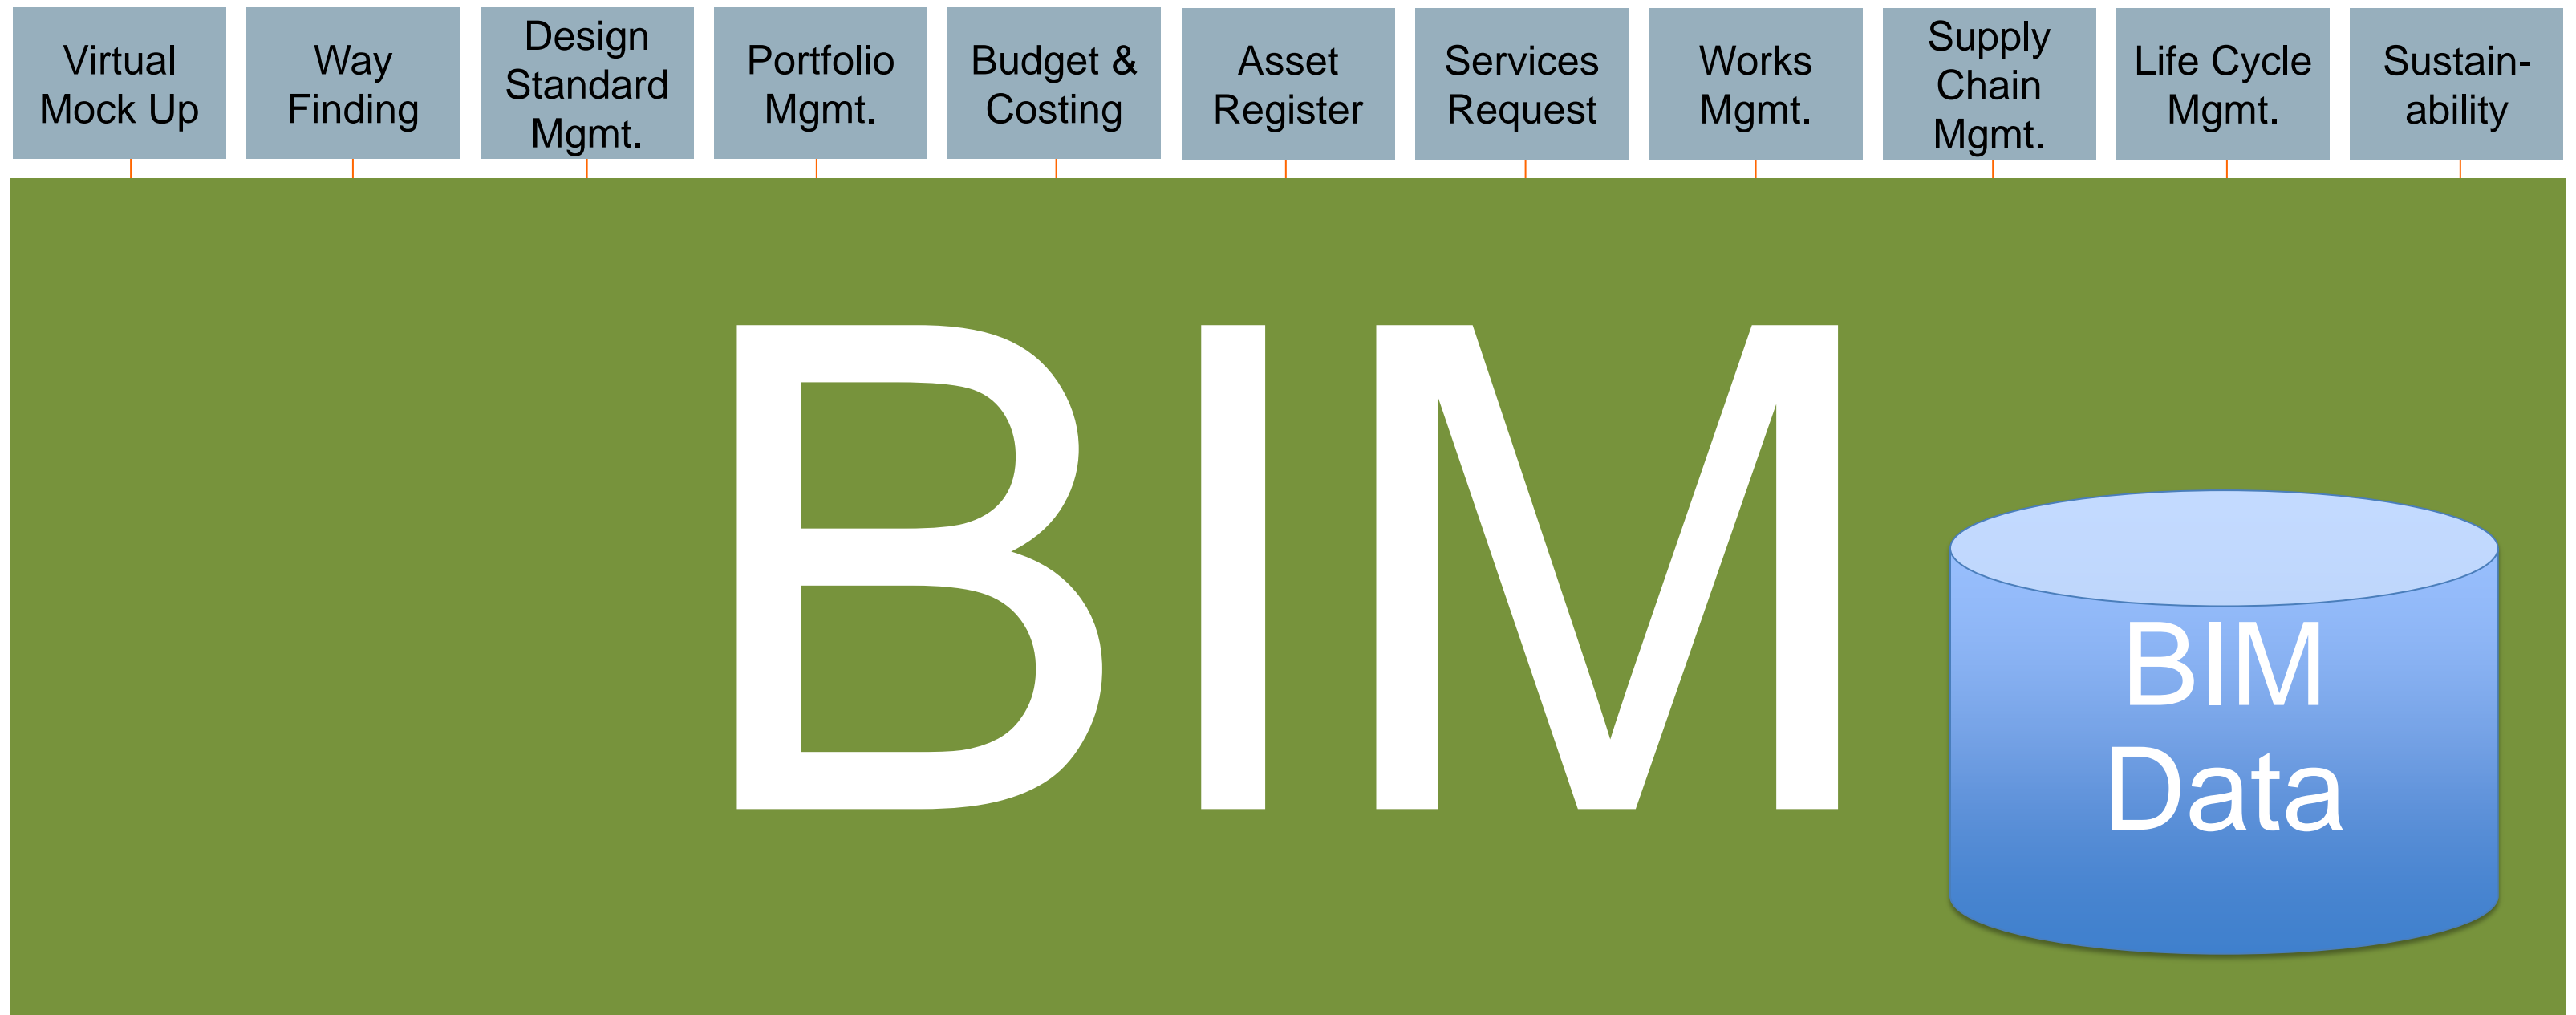 Virtual
Mock Up
Way
Finding
Design
Standard
Mgmt.
Portfolio
Mgmt.
Budget &
Costing
Asset
Register
Services
Request
Works
Mgmt.
Supply
Chain
Mgmt.
Life Cycle
Mgmt.
Sustain-
ability
BIM
BIM
Data